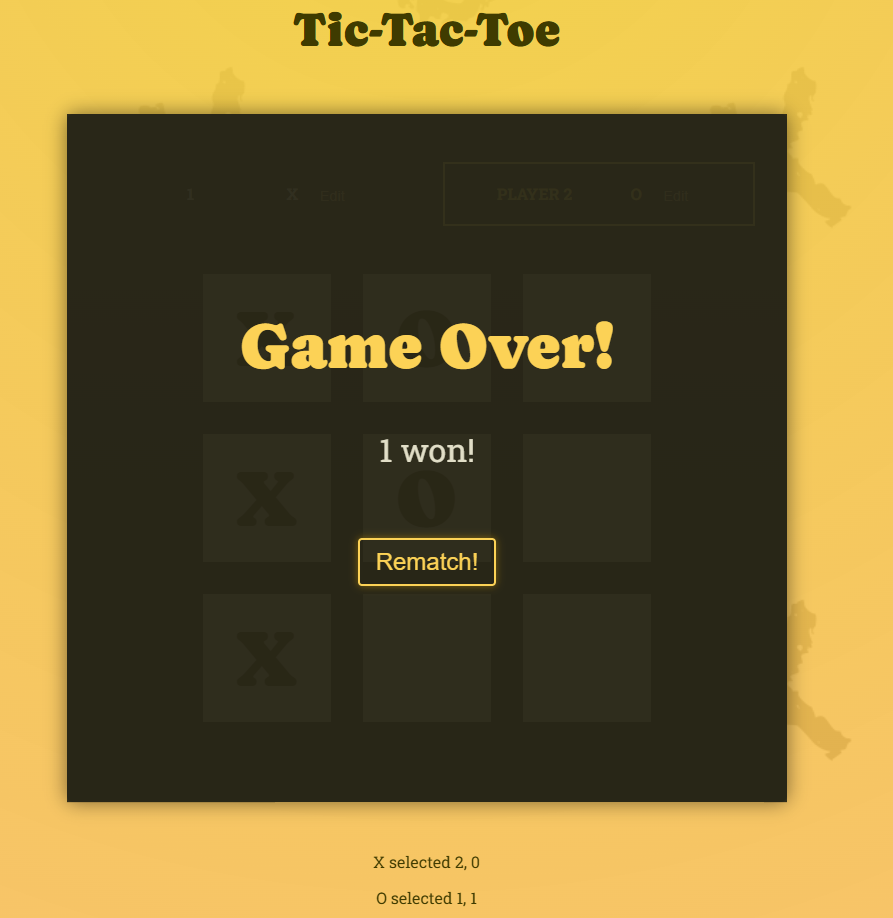 Tic-Tac-Toe
1 X Edit PLAYER 2 O Edit
X O
Game Over!
1 won!
X O
Rematch!
X
X selected 2, 0
O selected 1, 1